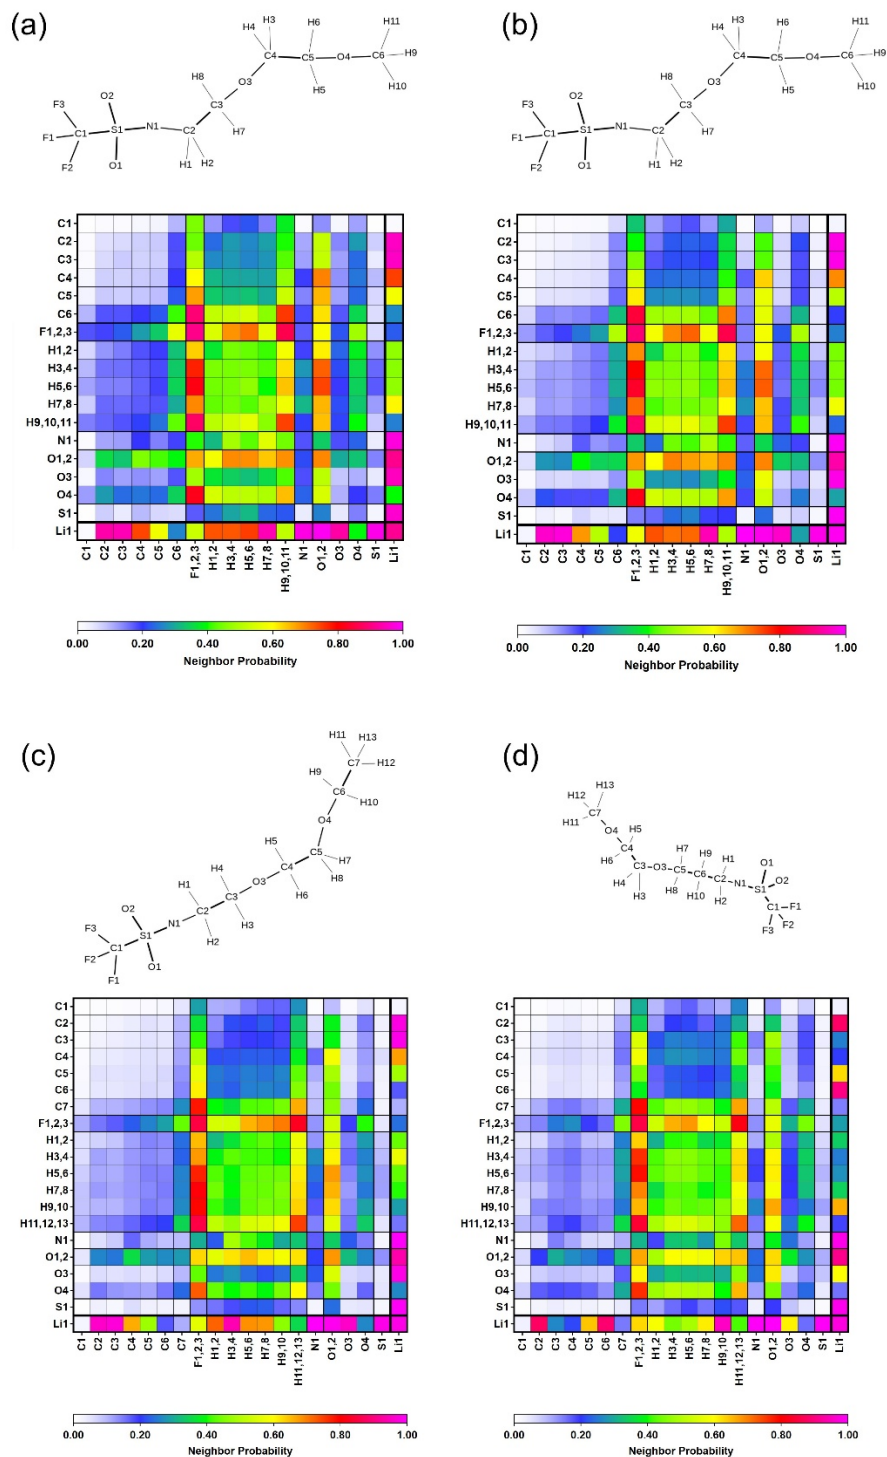 (a)
H11
H3
H6
H4
C4
C5
O4
C6
H9
H8
O3
H5
H10
F3
O2
C3
C1
S1
N1
C2
H7
F1
F2
O1
H1
H2
C1
C2
C3
C4
C5
C6
F1,2,3
H1,2
H3,4
H5,6
H7,8
H9,10,11
N1
O1,2
O3
O4
S1
Li1
C1 C2 C3 C4 C5 C6 F1,2,3 H1,2 H3,4 H5,6 H7,8 H9,10,11 N1 O1,2 O3 O4 S1 Li1
0.00 0.20 0.40 0.60 0.80 1.00
Neighbor Probability
(b)
H11
H3
H6
H4
C4
C5
O4
C6
H9
H8
O3
H5
H10
F3
O2
C3
C1
S1
N1
C2
H7
F1
F2
O1
H1
H2
C1
C2
C3
C4
C5
C6
F1,2,3
H1,2
H3,4
H5,6
H7,8
H9,10,11
N1
O1,2
O3
O4
S1
Li1
C1 C2 C3 C4 C5 C6 F1,2,3 H1,2 H3,4 H5,6 H7,8 H9,10,11 N1 O1,2 O3 O4 S1 Li1
0.00 0.20 0.40 0.60 0.80 1.00
Neighbor Probability
(c)
H11
H13
C7
H12
H9
C6
H10
O4
H5
C5
H4
C4
H7
H1
O3
H8
C3
H6
O2
C2
N1
H3
F3
S1
H2
C1
F2
O1
F1
C1
C2
C3
C4
C5
C6
C7
F1,2,3
H1,2
H3,4
H5,6
H7,8
H9,10
H11,12,13
N1
O1,2
O3
O4
S1
Li1
C1 C2 C3 C4 C5 C6 C7 F1,2,3 H1,2 H3,4 H5,6 H7,8 H9,10 H11,12,13 N1 O1,2 O3 O4 S1 Li1
0.00 0.20 0.40 0.60 0.80 1.00
Neighbor Probability
(d)
H13
H12
C7
H11
O4
H5
C4
H7
H9
H6
H1
O1
C3
O3
C5
C6
C2
H4
H8
N1
O2
H3
H10
H2
S1
C1
F1
F3
F2
C1
C2
C3
C4
C5
C6
C7
F1,2,3
H1,2
H3,4
H5,6
H7,8
H9,10
H11,12,13
N1
O1,2
O3
O4
S1
Li1
C1 C2 C3 C4 C5 C6 C7 F1,2,3 H1,2 H3,4 H5,6 H7,8 H9,10 H11,12,13 N1 O1,2 O3 O4 S1 Li1
0.00 0.20 0.40 0.60 0.80 1.00
Neighbor Probability